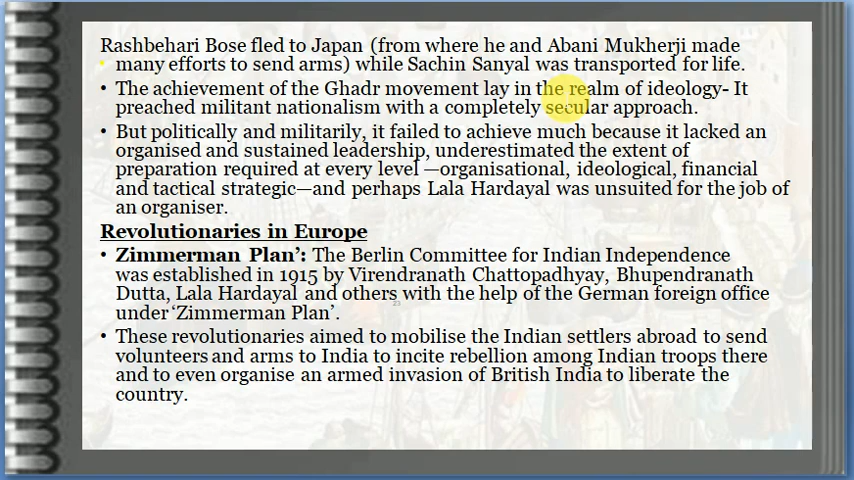 Rashbehari Bose fled to Japan (from where he and Abani Mukherji made
many efforts to send arms) while Sachin Sanyal was transported for life.
• The achievement of the Ghadr movement lay in the realm of ideology- It
preached militant nationalism with a completely secular approach.
• But politically and militarily, it failed to achieve much because it lacked an
organised and sustained leadership, underestimated the extent of
preparation required at every level —organisational, ideological, financial
and tactical strategic—and perhaps Lala Hardayal was unsuited for the job of
an organiser.
Revolutionaries in Europe
• Zimmerman Plan’: The Berlin Committee for Indian Independence
was established in 1915 by Virendranath Chattopadhyay, Bhupendranath
Dutta, Lala Hardayal and others with the help of the German foreign office
under ‘Zimmerman Plan’.
• These revolutionaries aimed to mobilise the Indian settlers abroad to send
volunteers and arms to India to incite rebellion among Indian troops there
and to even organise an armed invasion of British India to liberate the
country.